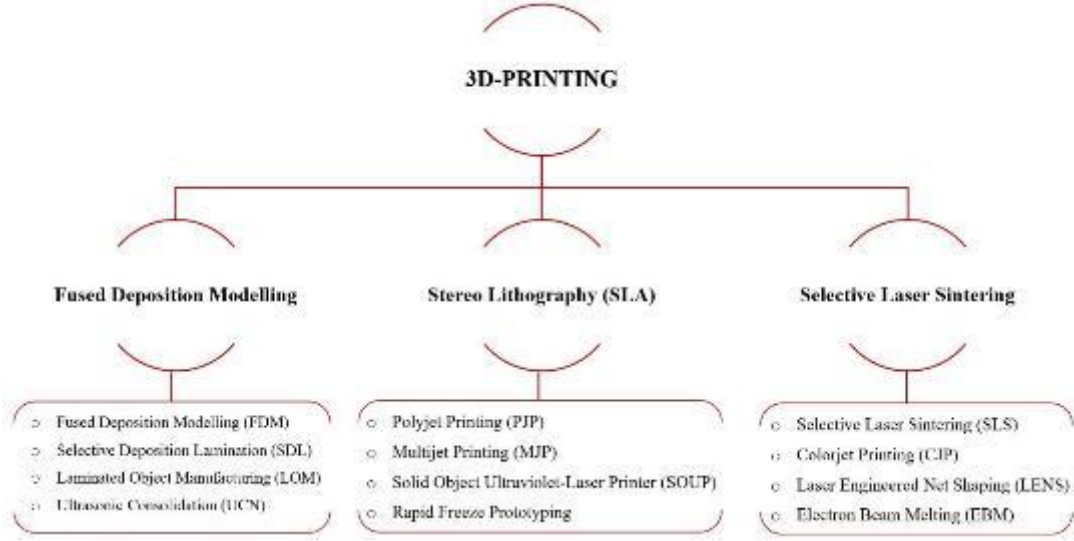 3D-PRINTING
Fused Deposition Modelling
Stereo Lithography (SLA)
Selective Laser Sintering
Fused Deposition Modelling (FDM)
Selective Deposition Lamination (SDL)
Laminated Object Manufacturing (LOM)
Ultrasonic Consolidation (UCN)
Polyjet Printing (PJP)
Multijet Printing (MJP)
Solid Object Ultraviolet-Laser Printer (SOUP)
Rapid Freeze Prototyping
Selective Laser Sintering (SLS)
Colorjet Printing (CJP)
Laser Engineered Net Shaping (LENS)
Electron Beam Melting (EBM)